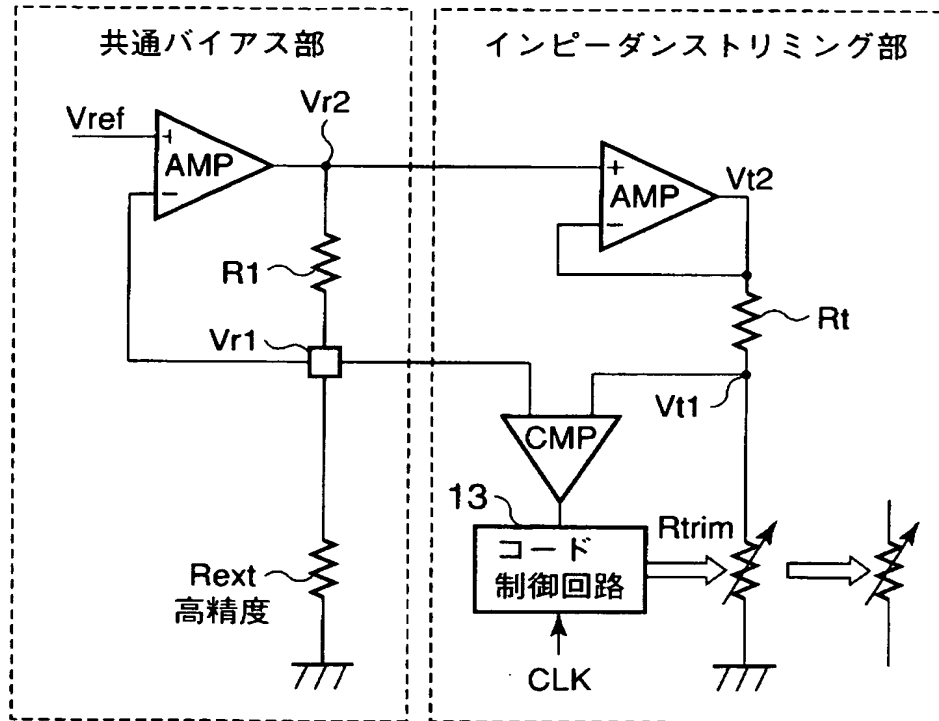 共通バイアス部
Vref
+
AMP
−
Vr2
R1
Vr1
Rext
高精度
インピーダンストリミング部
+
AMP
−
Vt2
Rt
Vt1
CMP
13
コード
制御回路
CLK
Rtrim